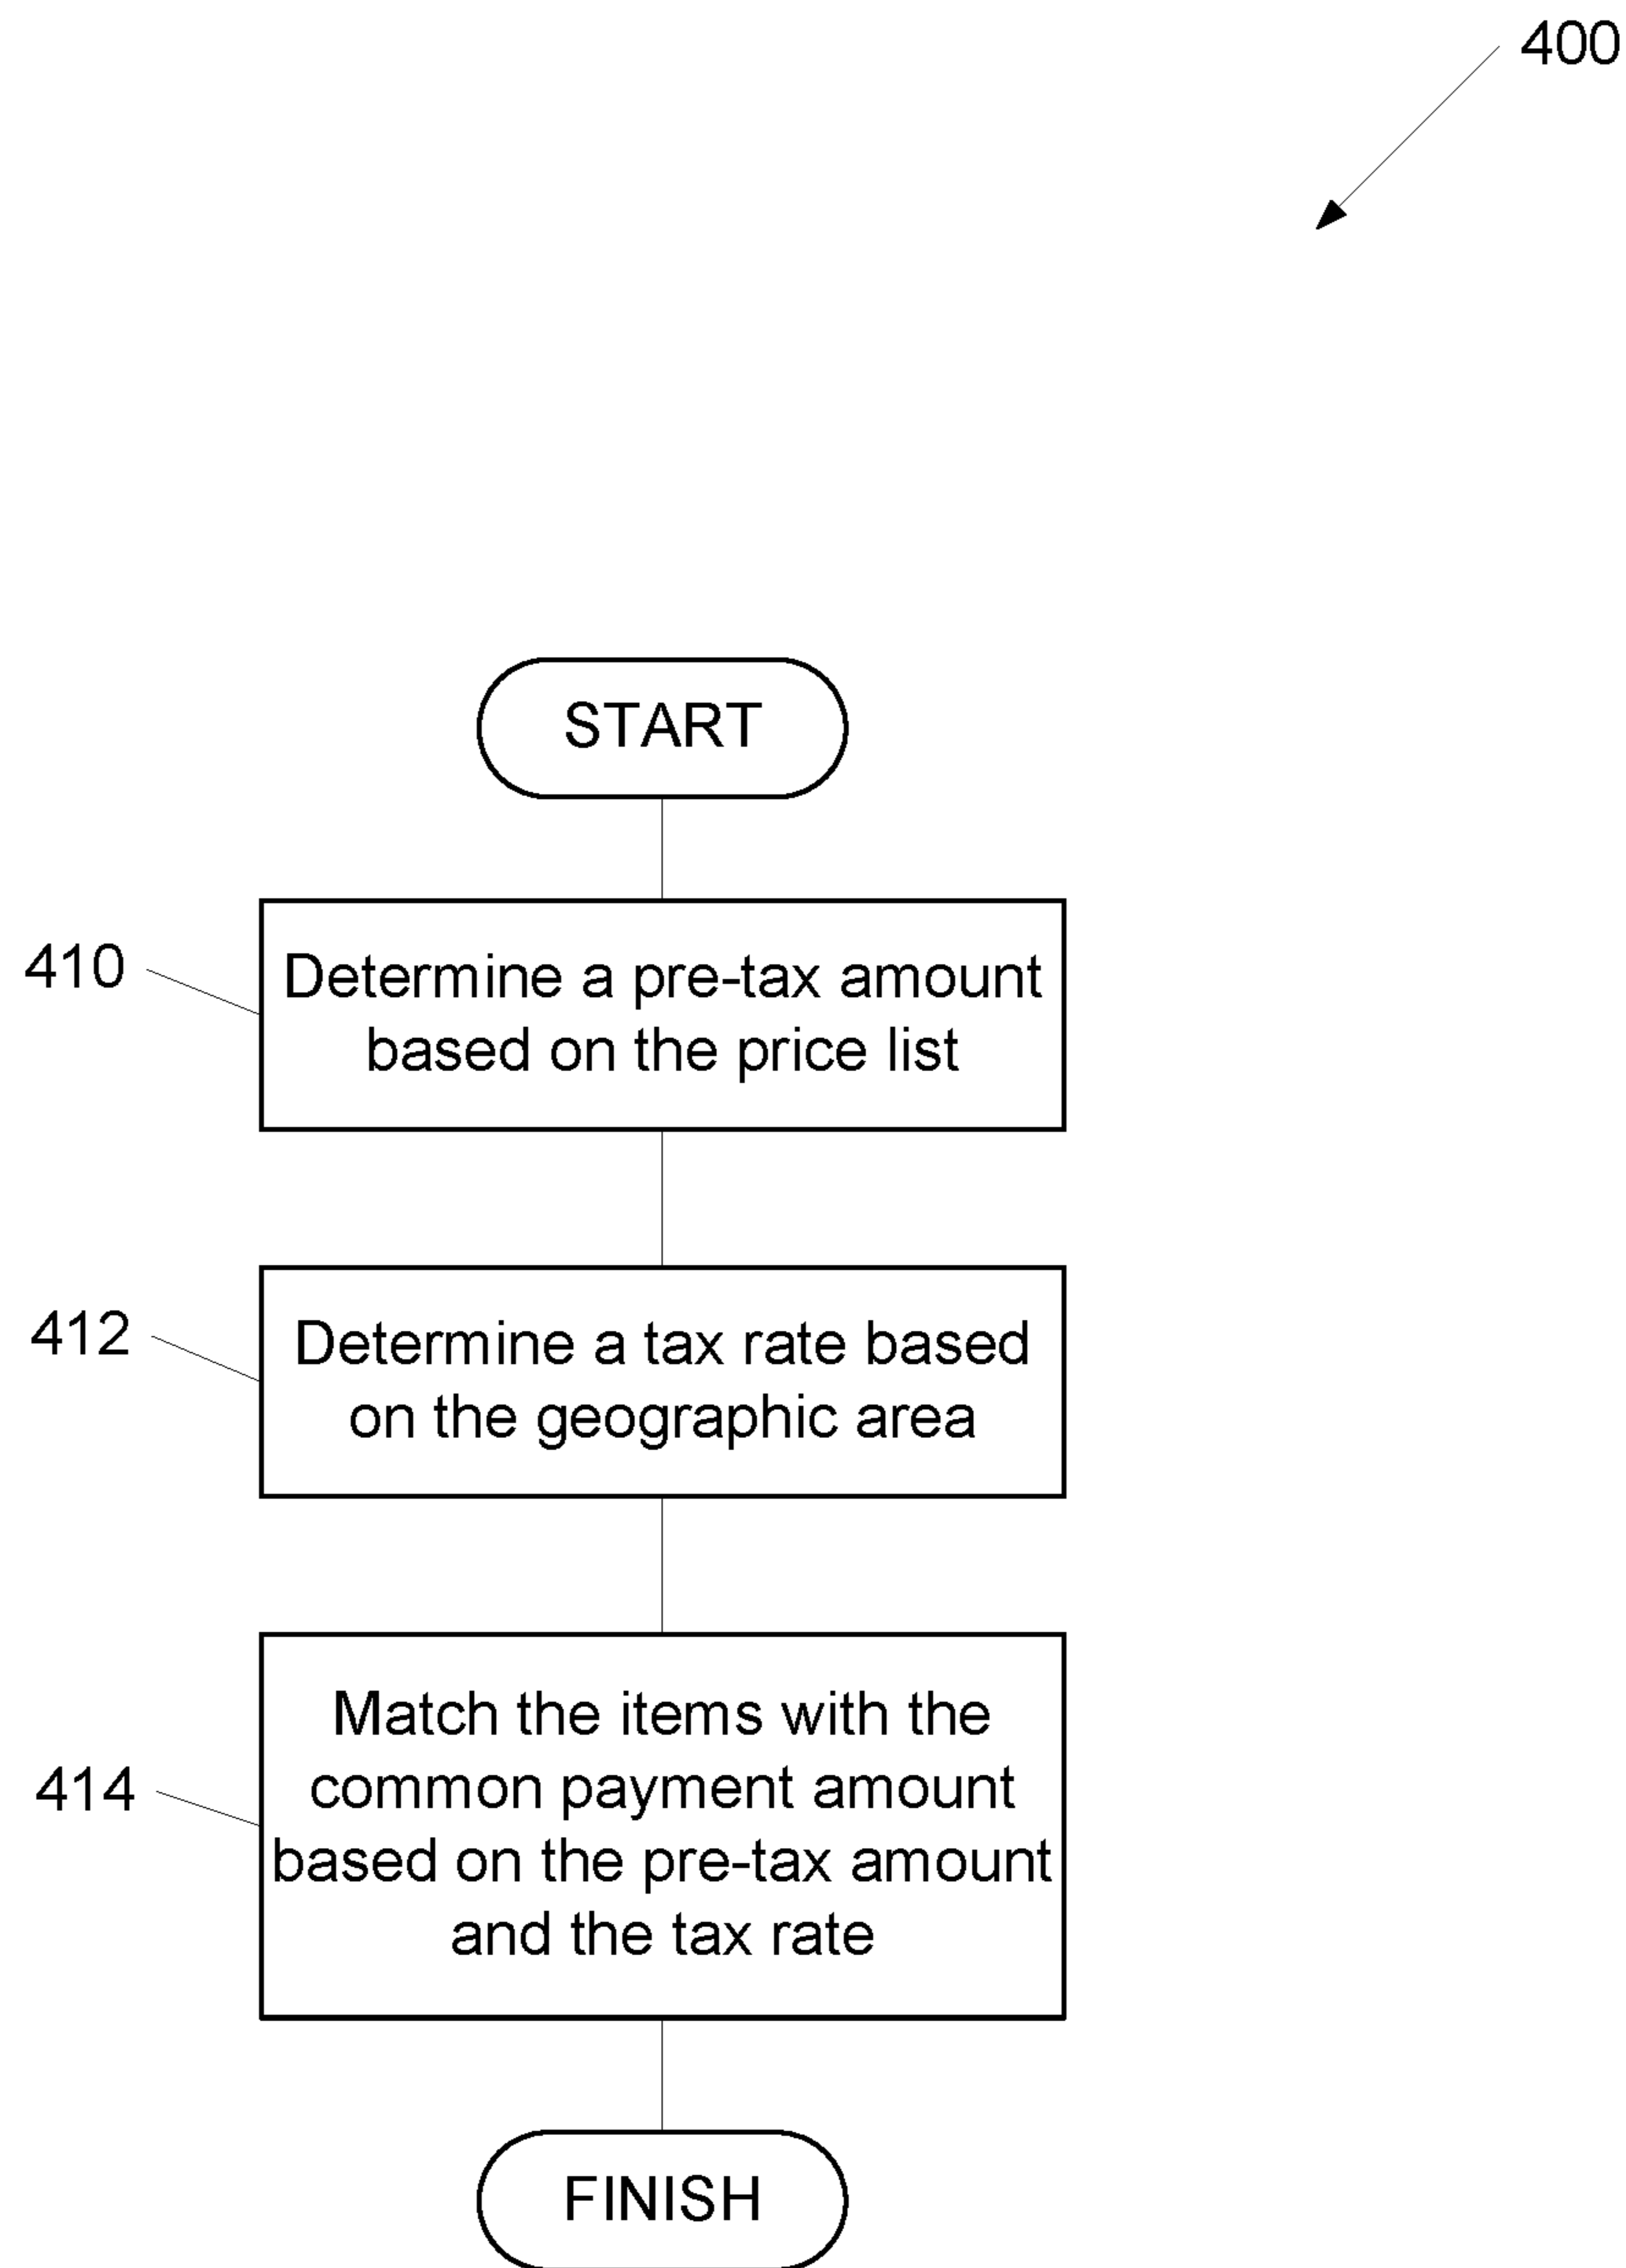 400
START
410
Determine a pre-tax amount
based on the price list
412
Determine a tax rate based
on the geographic area
414
Match the items with the
common payment amount
based on the pre-tax amount
and the tax rate
FINISH